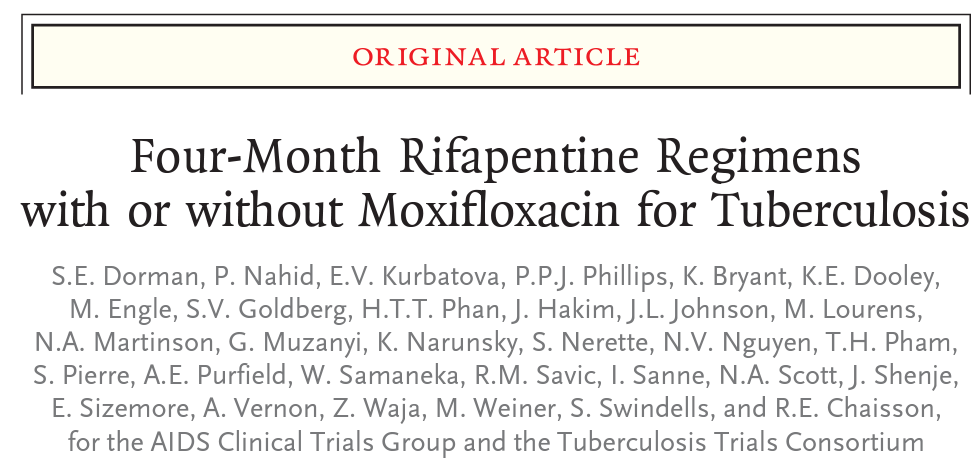 ORIGINAL ARTICLE
Four-Month Rifapentine Regimens
with or without Moxifloxacin for Tuberculosis
S.E. Dorman, P. Nahid, E.V. Kurbatova, P.P.J. Phillips, K. Bryant, K.E. Dooley,
M. Engle, S.V. Goldberg, H.T.T. Phan, J. Hakim, J.L. Johnson, M. Lourens,
N.A. Martinson, G. Muzanyi, K. Narunsky, S. Nerette, N.V. Nguyen, T.H. Pham,
S. Pierre, A.E. Purfield, W. Samaneka, R.M. Savic, I. Sanne, N.A. Scott, J. Shenje,
E. Sizemore, A. Vernon, Z. Waja, M. Weiner, S. Swindells, and R.E. Chaisson,
for the AIDS Clinical Trials Group and the Tuberculosis Trials Consortium